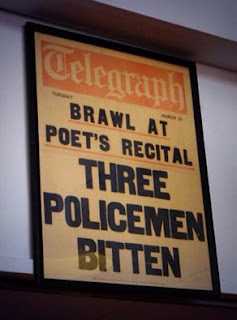 Telegraph
TUESDAY MARCH 31
BRAWL AT
POET'S RECITAL
THREE
POLICEMEN
BITTEN